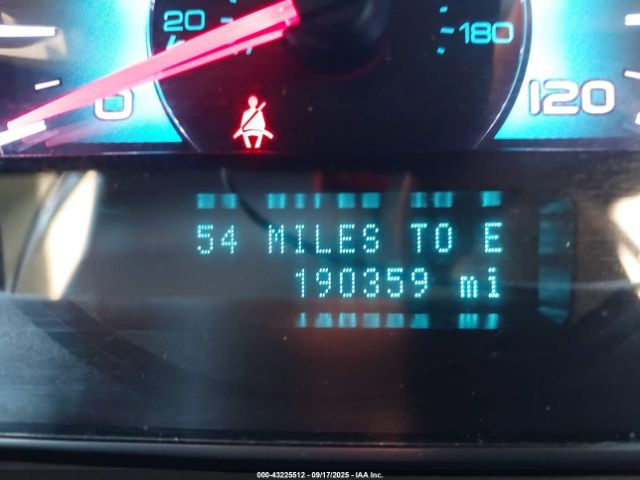 20 180
0 120
54 MILES TO E
190359 mi
000-43225512 - 09/17/2025 - © IAA Inc.